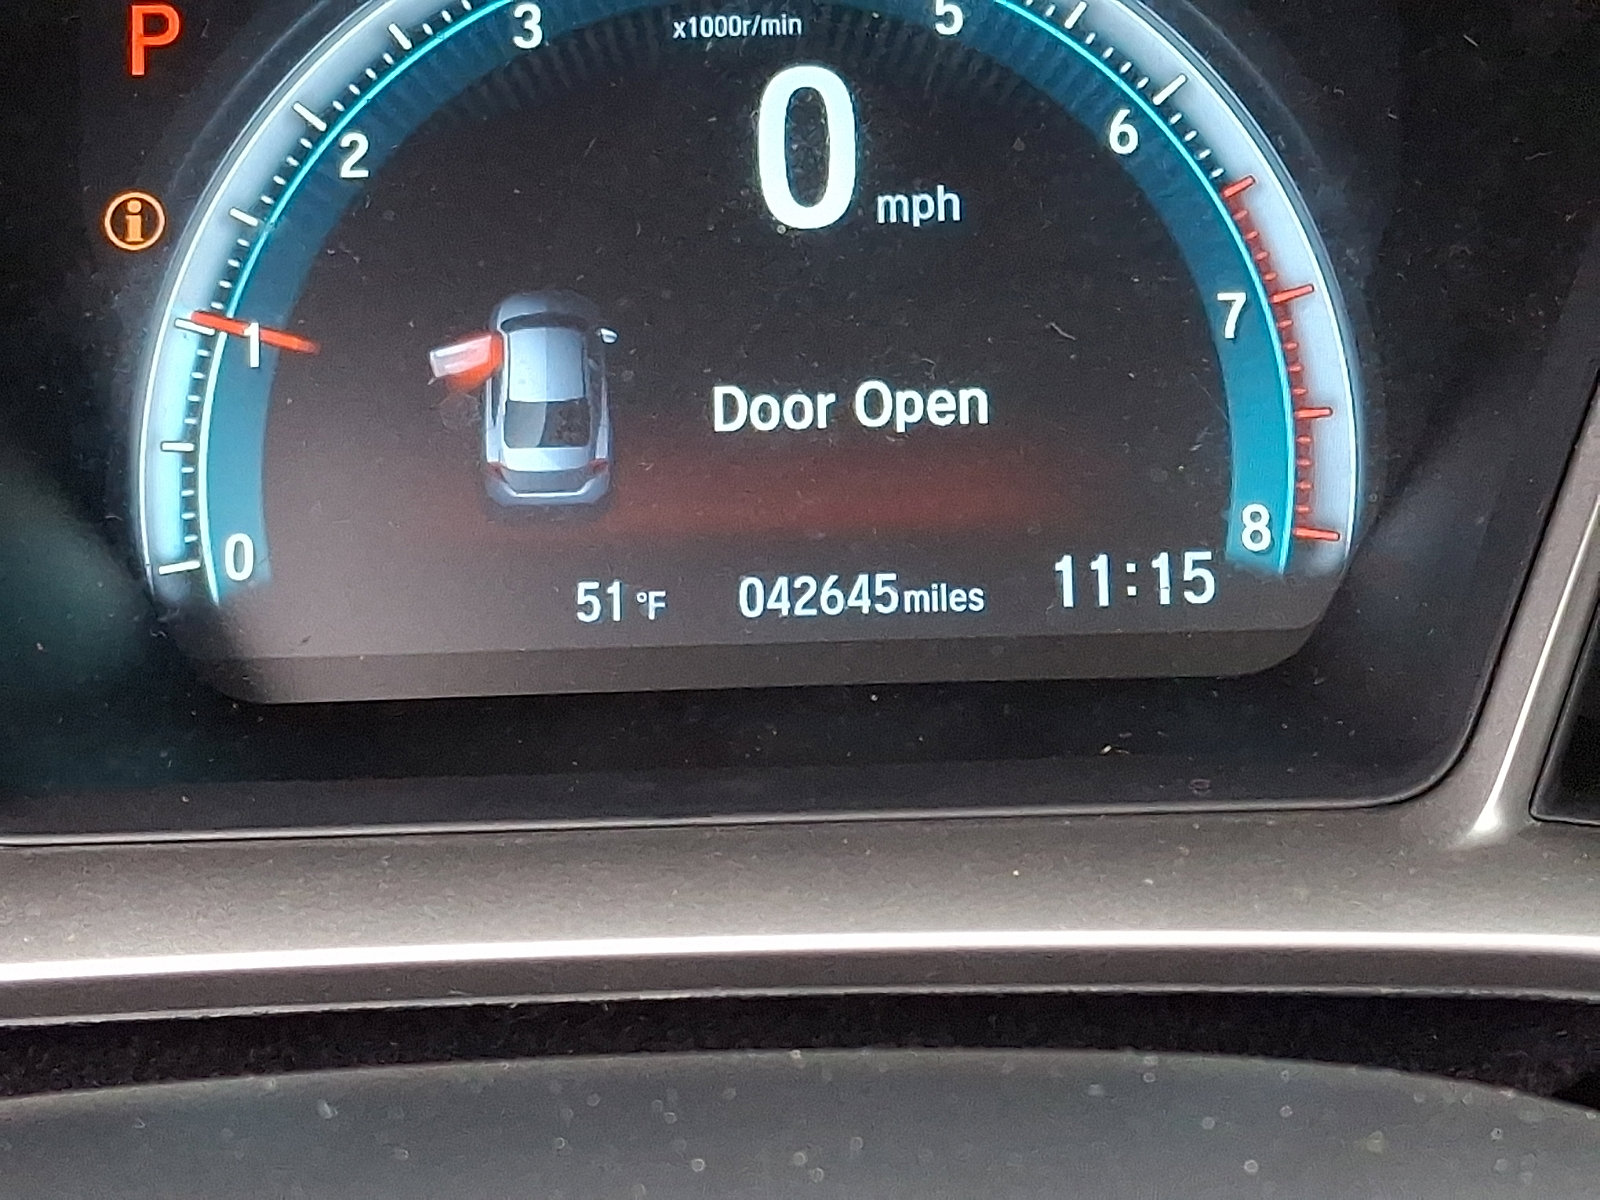 P
3
x1000r/min
5
0 mph
2
6
i
1
7
Door Open
0
8
51°F 042645miles 11:15